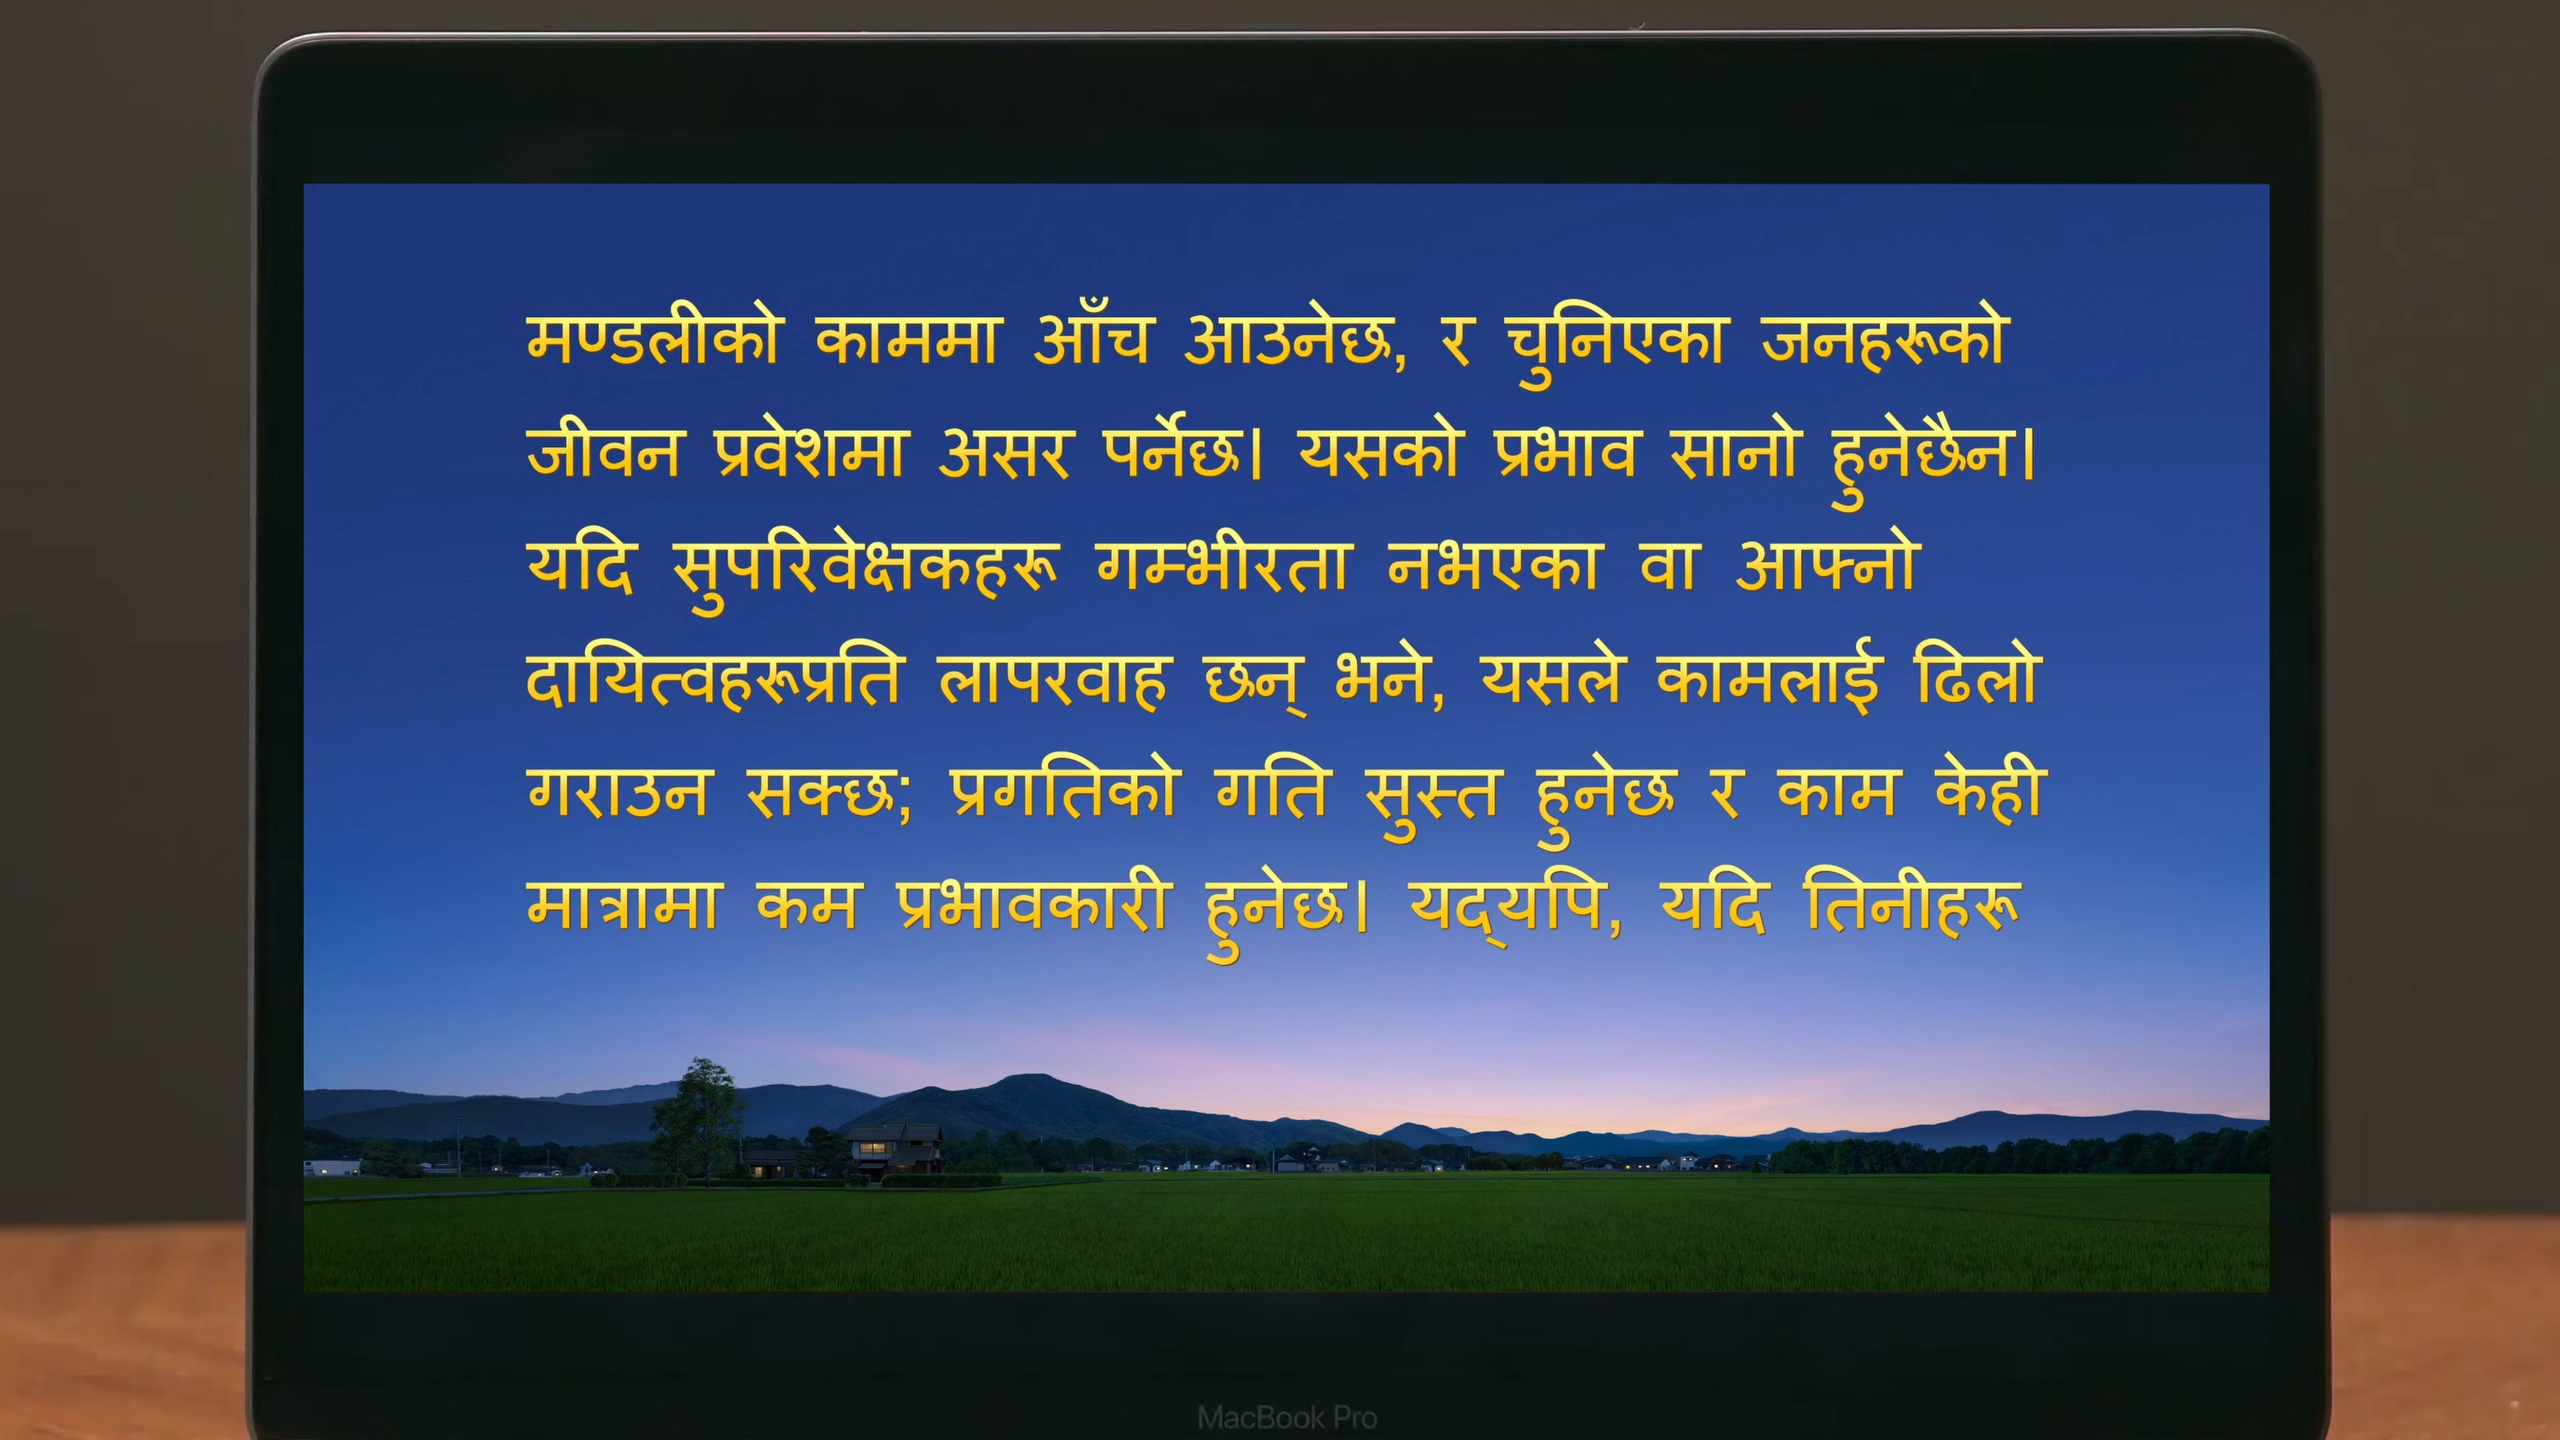 मण्डलीको काममा आँच आउनेछ, र चुनिएका जनहरूको
जीवन प्रवेशमा असर पर्नेछ। यसको प्रभाव सानो हुनेछैन।
यदि सुपरिवेक्षकहरू गम्भीरता नभएका वा आफ्नो
दायित्वहरूप्रति लापरवाह छन् भने, यसले कामलाई ढिलो
गराउन सक्छ; प्रगतिको गति सुस्त हुनेछ र काम केही
मात्रामा कम प्रभावकारी हुनेछ। यद्‌यपि, यदि तिनीहरू
MacBook Pro